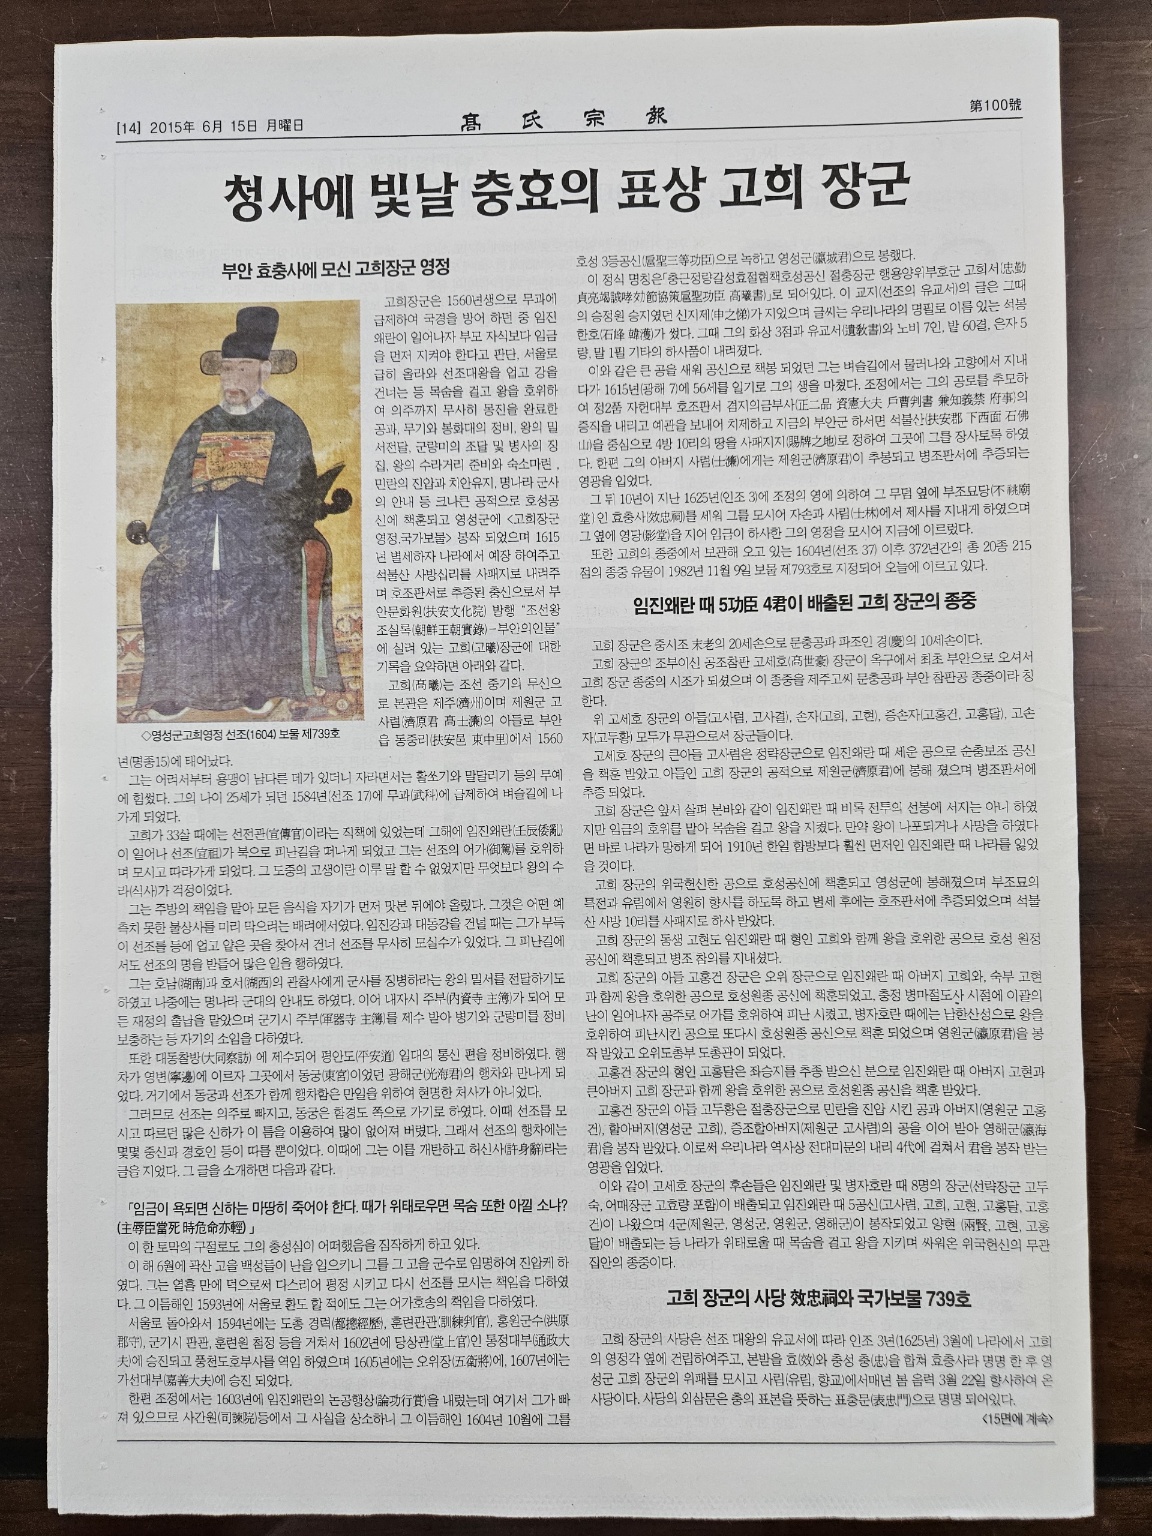 [14] 2015年 6月 15日 月曜日
髙氏宗報
第100號
청사에 빛날 충효의 표상 고희 장군
부안 효충사에 모신 고희장군 영정
고희장군은 1560년생으로 무과에
급제하여 국경을 방어 하던 중 임진
왜란이 일어나자 부모 자식보다 임금
을 먼저 지켜야 한다고 판단, 서울로
급히 올라와 선조대왕을 업고 강을
건너는 등 목숨을 걸고 왕을 호위하
여 의주까지 무사히 몽진을 완료한
공과, 무기와 봉화대의 정비, 왕의 밀
서전달, 군량미의 조달 및 병사의 징
집, 왕의 수라거리 준비와 숙소마련 ,
민란의 진압과 치안유지, 명나라 군사
의 안내 등 크나큰 공적으로 호성공
신에 책훈되고 영성군에 <고희장군
영정.국가보물> 봉작 되었으며 1615
년 별세하자 나라에서 예장 하여주고
석불산 사방십리를 사패지로 내려주
며 호조판서로 추증된 충신으로서 부
안문화원(扶安文化院) 발행 "조선왕
조실록(朝鮮王朝實錄)-부안의인물"
에 실려 있는 고희(고曦)장군에 대한
기록을 요약하면 아래와 같다.
고희(高曦)는 조선 중기의 무신으
로 본관은 제주(濟州)이며 제원군 고
사렴(濟原君 高士濂)의 아들로 부안
읍 동중리(扶安邑 東中里)에서 1560
◇영성군고희영정 선조(1604) 보물 제739호
년(명종15)에 태어났다.
그는 어려서부터 용맹이 남다른 데가 있더니 자라면서는 활쏘기와 말달리기 등의 무예
에 힘썼다. 그의 나이 25세가 되던 1584년(선조 17)에 무과(武科)에 급제하여 벼슬길에 나
가게 되었다.
고희가 33살 때에는 선전관(宣傳官)이라는 직책에 있었는데 그해에 임진왜란(壬辰倭亂)
이 일어나 선조(宣祖)가 북으로 피난길을 떠나게 되었고 그는 선조의 어가(御駕)를 호위하
며 모시고 따라가게 되었다. 그 도중의 고생이란 이루 말 할 수 없었지만 무엇보다 왕의 수
라(식사)가 걱정이었다.
그는 주방의 책임을 맡아 모든 음식을 자기가 먼저 맛본 뒤에야 올렸다. 그것은 어떤 예
측치 못한 불상사를 미리 막으려는 배려에서였다. 임진강과 대동강을 건널 때는 그가 부득
이 선조를 등에 업고 얕은 곳을 찾아서 건너 선조를 무사히 모실수가 있었다. 그 피난길에
서도 선조의 명을 받들어 많은 일을 행하였다.
그는 호남(湖南)과 호서(湖西)의 관찰사에게 군사를 징병하라는 왕의 밀서를 전달하기도
하였고 나중에는 명나라 군대의 안내도 하였다. 이어 내자시 주부(內資寺 主簿)가 되어 모
든 재정의 출납을 맡았으며 군기시 주부(軍器寺 主簿)를 제수 받아 병기와 군량미를 정비
보충하는 등 자기의 소임을 다하였다.
또한 대동찰방(大同察訪) 에 제수되어 평안도(平安道) 일대의 통신 편을 정비하였다. 행
차가 영변(寧邊)에 이르자 그곳에서 동궁(東宮)이었던 광해군(光海君)의 행차와 만나게 되
었다. 거기에서 동궁과 선조가 함께 행차함은 만일을 위하여 현명한 처사가 아니었다.
그러므로 선조는 의주로 빠지고, 동궁은 함경도 쪽으로 가기로 하였다. 이때 선조를 모
시고 따르던 많은 신하가 이 틈을 이용하여 많이 없어져 버렸다. 그래서 선조의 행차에는
몇몇 중신과 경호인 등이 따를 뿐이었다. 이때에 그는 이를 개탄하고 허신사(許身辭)라는
글을 지었다. 그 글을 소개하면 다음과 같다.
「임금이 욕되면 신하는 마땅히 죽어야 한다. 때가 위태로우면 목숨 또한 아낄 소냐?
(主辱臣當死 時危命亦輕) 」
이 한 토막의 구절로도 그의 충성심이 어떠했음을 짐작하게 하고 있다.
이 해 6월에 곽산 고을 백성들이 난을 일으키니 그를 그 고을 군수로 임명하여 진압케 하
였다. 그는 열흘 만에 덕으로써 다스리어 평정 시키고 다시 선조를 모시는 책임을 다하였
다. 그 이듬해인 1593년에 서울로 환도 할 적에도 그는 어가호송의 책임을 다하였다.
서울로 돌아와서 1594년에는 도총 경력(都摠經歷), 훈련판관(訓練判官), 홍원군수(洪原
郡守), 군기시 판관, 훈련원 첨정 등을 거쳐서 1602년에 당상관(堂上官)인 통정대부(通政大
夫)에 승진되고 풍천도호부사를 역임 하였으며 1605년에는 오위장(五衛將)에, 1607년에는
가선대부(嘉善大夫)에 승진 되었다.
한편 조정에서는 1603년에 임진왜란의 논공행상(論功行賞)을 내렸는데 여기서 그가 빠
져 있으므로 사간원(司諫院)등에서 그 사실을 상소하니 그 이듬해인 1604년 10월에 그를
호성 3등공신(扈聖三等功臣)으로 녹하고 영성군(瀛城君)으로 봉했다.
이 정식 명칭은「충근정량갈성효절협책호성공신 절충장군 행용양위부호군 고희서(忠勤
貞亮竭誠哮効節協策扈聖功臣 高曦書)」로 되어있다. 이 교지(선조의 유교서)의 글은 그때
의 승정원 승지였던 신지제(申之悌)가 지었으며 글씨는 우리나라의 명필로 이름 있는 석봉
한호(石峰 韓濩)가 썼다. 그때 그의 화상 3점과 유교서(遺敎書)와 노비 7인, 밭 60결, 은자 5
량, 말 1필 기타의 하사품이 내려졌다.
이와 같은 큰 공을 세워 공신으로 책봉 되었던 그는 벼슬길에서 물러나와 고향에서 지내
다가 1615년(광해 7)에 56세를 일기로 그의 생을 마쳤다. 조정에서는 그의 공로를 추모하
여 정2품 자헌대부 호조판서 겸지의금부사(正二品 資憲大夫 戶曹判書 兼知義禁 府事)의
증직을 내리고 예관을 보내어 치제하고 지금의 부안군 하서면 석불산(扶安郡 下西面 石佛
山)을 중심으로 4방 10리의 땅을 사패지지(賜牌之地)로 정하여 그곳에 그를 장사토록 하였
다. 한편 그의 아버지 사렴(士濂)에게는 제원군(濟原君)이 추봉되고 병조판서에 추증되는
영광을 입었다.
그 뒤 10년이 지난 1625년(인조 3)에 조정의 영에 의하여 그 무덤 옆에 부조묘당(不祧廟
堂)인 효충사(效忠祠)를 세워 그를 모시어 자손과 사림(士林)에서 제사를 지내게 하였으며
그 옆에 영당(影堂)을 지어 임금이 하사한 그의 영정을 모시어 지금에 이르렀다.
또한 고희의 종중에서 보관해 오고 있는 1604년(선조 37) 이후 372년간의 총 20종 215
점의 종중 유물이 1982년 11월 9일 보물 제793호로 지정되어 오늘에 이르고 있다.
임진왜란 때 5功臣 4君이 배출된 고희 장군의 종중
고희 장군은 중시조 末老의 20세손으로 문충공과 파조인 경(慶)의 10세손이다.
고희 장군의 조부이신 공조참판 고세호(高世豪) 장군이 옥구에서 최초 부안으로 오셔서
고희 장군 종중의 시조가 되셨으며 이 종중을 제주고씨 문충공과 부안 참판공 종중이라 칭
한다.
위 고세호 장군의 아들(고사렴, 고사겸), 손자(고희, 고현), 증손자(고홍건, 고홍달), 고손
자(고두황) 모두가 무관으로서 장군들이다.
고세호 장군의 큰아들 고사렴은 정략장군으로 임진왜란 때 세운 공으로 순충보조 공신
을 책훈 받았고 아들인 고희 장군의 공적으로 제원군(濟原君)에 봉해 졌으며 병조판서에
추증 되었다.
고희 장군은 앞서 살펴 본바와 같이 임진왜란 때 비록 전투의 선봉에 서지는 아니 하였
지만 임금의 호위를 맡아 목숨을 걸고 왕을 지켰다. 만약 왕이 나포되거나 사망을 하였다
면 바로 나라가 망하게 되어 1910년 한일 합방보다 훨씬 먼저인 임진왜란 때 나라를 잃었
을 것이다.
고희 장군의 위국헌신한 공으로 호성공신에 책훈되고 영성군에 봉해졌으며 부조묘의
특전과 유림에서 영원히 향사를 하도록 하고 별세 후에는 호조판서에 추증되었으며 석불
산 사방 10리를 사패지로 하사 받았다.
고희 장군의 동생 고현도 임진왜란 때 형인 고희와 함께 왕을 호위한 공으로 호성 원정
공신에 책훈되고 병조 참의를 지내셨다.
고희 장군의 아들 고홍건 장군은 오위 장군으로 임진왜란 때 아버지 고희와, 숙부 고현
과 함께 왕을 호위한 공으로 호성원종 공신에 책훈되었고, 충정 병마절도사 시절에 이괄의
난이 일어나자 공주로 어가를 호위하여 피난 시켰고, 병자호란 때에는 남한산성으로 왕을
호위하여 피난시킨 공으로 또다시 호성원종 공신으로 책훈 되었으며 영원군(瀛原君)을 봉
작 받았고 오위도총부 도총관이 되었다.
고홍건 장군의 형인 고홍달은 좌승지를 추종 받으신 분으로 임진왜란 때 아버지 고현과
큰아버지 고희 장군과 함께 왕을 호위한 공으로 호성원종 공신을 책훈 받았다.
고홍건 장군의 아들 고두황은 절충장군으로 민란을 진압 시킨 공과 아버지(영원군 고홍
건), 할아버지(영성군 고희), 증조할아버지(제원군 고사렴)의 공을 이어 받아 영해군(瀛海
君)을 봉작 받았다. 이로써 우리나라 역사상 전대미문의 내리 4代에 걸쳐서 君을 봉작 받는
영광을 입었다.
이와 같이 고세호 장군의 후손들은 임진왜란 및 병자호란 때 8명의 장군(선략장군 고두
숙, 어매장군 고효량 포함)이 배출되고 임진왜란 때 5공신(고사렴, 고희, 고현, 고홍달, 고홍
건)이 나왔으며 4군(제원군, 영성군, 영원군, 영해군)이 봉작되었고 양현 (兩賢, 고현, 고홍
달)이 배출되는 등 나라가 위태로울 때 목숨을 걸고 왕을 지키며 싸워온 위국헌신의 무관
집안의 종중이다.
고희 장군의 사당 效忠祠와 국가보물 739호
고희 장군의 사당은 선조 대왕의 유교서에 따라 인조 3년(1625년) 3월에 나라에서 고희
의 영정각 옆에 건립하여주고, 본받을 효(效)와 충성 충(忠)을 합쳐 효충사라 명명 한 후 영
성군 고희 장군의 위패를 모시고 사림(유림, 향교)에서매년 봄 음력 3월 22일 향사하여 온
사당이다. 사당의 외삼문은 충의 표본을 뜻하는 표충문(表忠門)으로 명명 되어있다.
<15면에 계속>